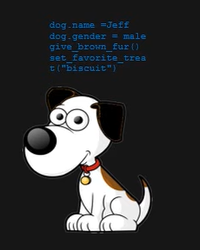 dog.name =Jeff
dog.gender = male
give_brown_fur()
set_favorite_trea
t("biscuit")